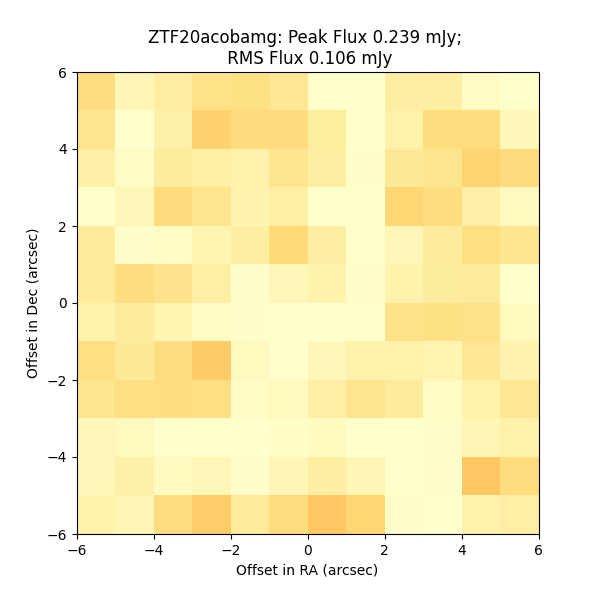 ZTF20acobamg: Peak Flux 0.239 mJy;
RMS Flux 0.106 mJy
6
4
2
0
−2
−4
−6
Offset in Dec (arcsec)
−6 −4 −2 0 2 4 6
Offset in RA (arcsec)